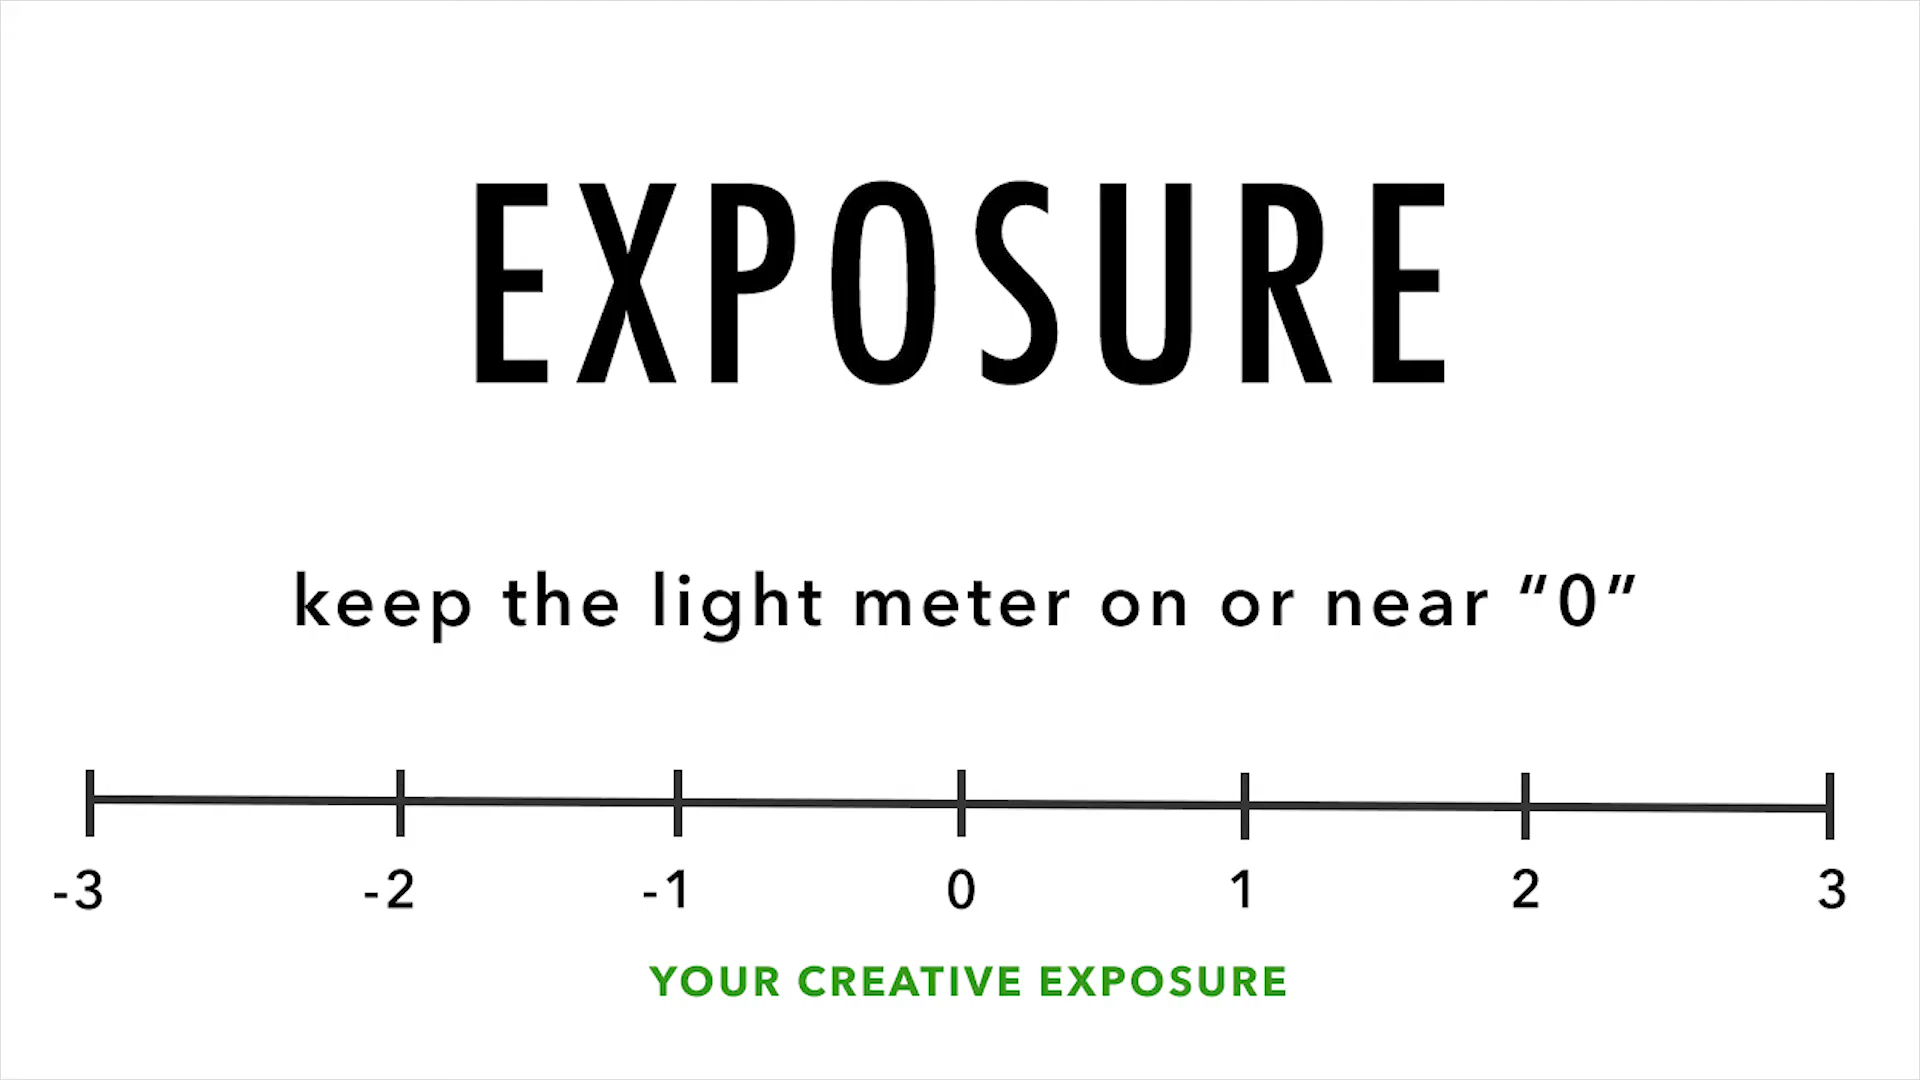 EXPOSURE
keep the light meter on or near “0”
-3 -2 -1 0 1 2 3
YOUR CREATIVE EXPOSURE